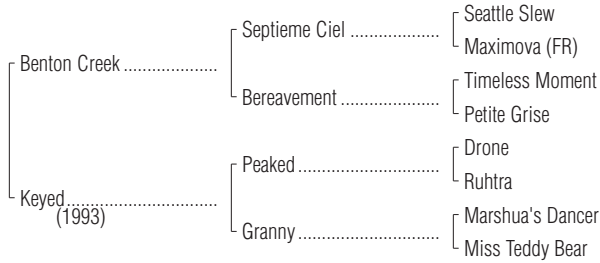 Seattle Slew
Septieme Ciel ....................
Maximova (FR)
Benton Creek .....................
Timeless Moment
Bereavement ......................
Petite Grise
Drone
Peaked................................
Ruhtra
Keyed..................................
(1993)
Marshua's Dancer
Granny ................................
Miss Teddy Bear